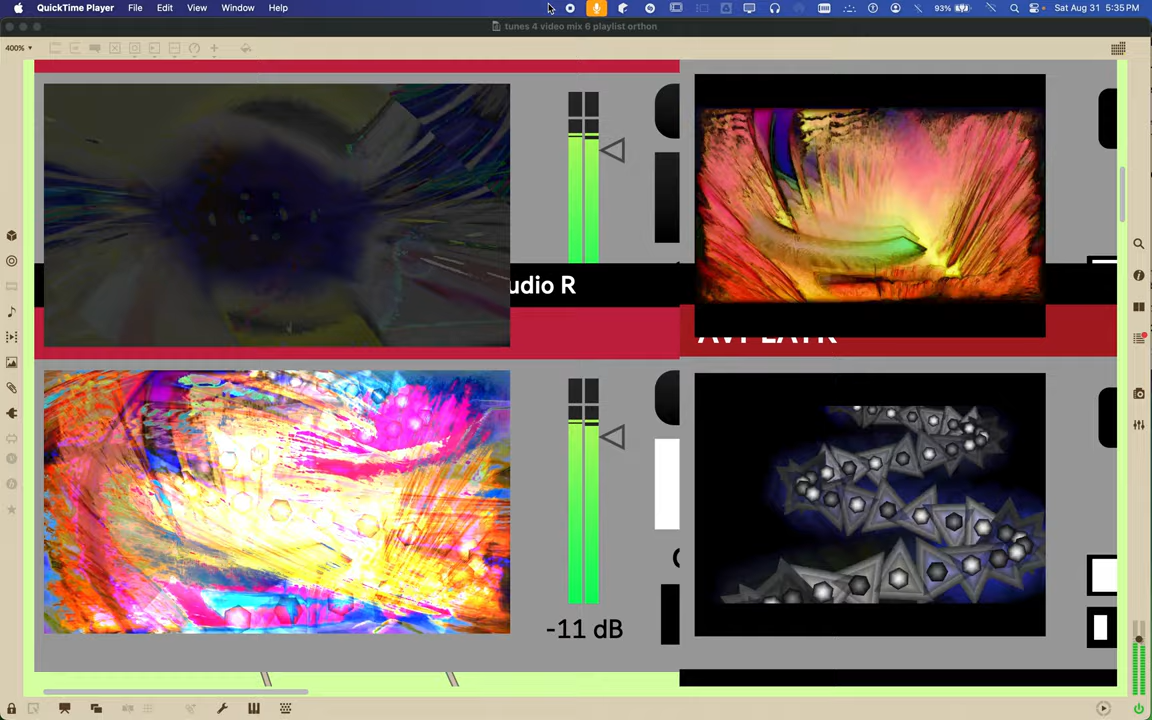 QuickTime Player File Edit View Window Help 93% Sat Aug 31 5:35 PM
tunes 4 video mix 6 playlist orthon
400%
udio R
-11 dB